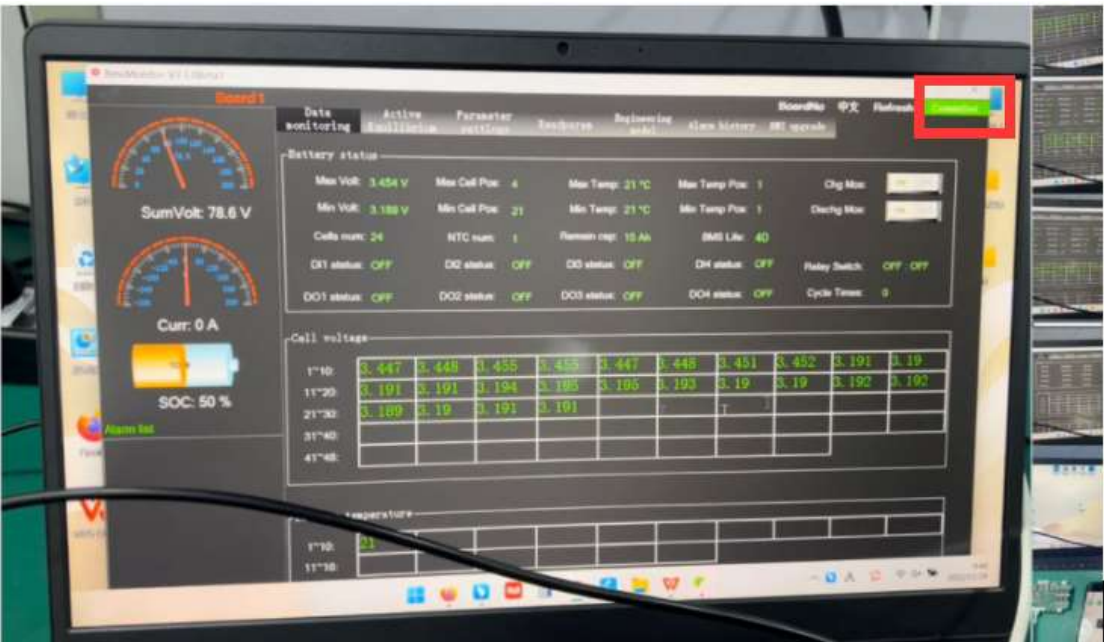 Board1
BoardNo 中文 Refresh Connected
Data monitoring
Active Equilibrium
Parameter settings
Readparam
Engineering model
Alarm history
Battery status
Max Volt: 3.454 V Max Cell Pos: 4 Max Temp: 21 °C Max Temp Pos: 1 Chg Mos:
Min Volt: 3.189 V Min Cell Pos: 21 Min Temp: 21 °C Min Temp Pos: 1 Dischg Mos:
Cells num: 24 NTC num: 1 Remain cap: 15 Ah BMS Life: 40
DI1 status: OFF DI2 status: OFF DI3 status: OFF DI4 status: OFF Relay Switch: OFF OFF
DO1 status: OFF DO2 status: OFF DO3 status: OFF DO4 status: OFF Cycle Times: 0
SumVolt: 78.6 V
Curr: 0 A
SOC: 50 %
Alarm list
Cell voltage
1~10: 3.447 3.448 3.455 3.455 3.447 3.448 3.451 3.452 3.191 3.19
11~20: 3.191 3.191 3.194 3.195 3.195 3.193 3.19 3.19 3.192 3.192
21~30: 3.189 3.19 3.191 3.191
31~40:
41~48:
temperature
1~10: 21
11~16: